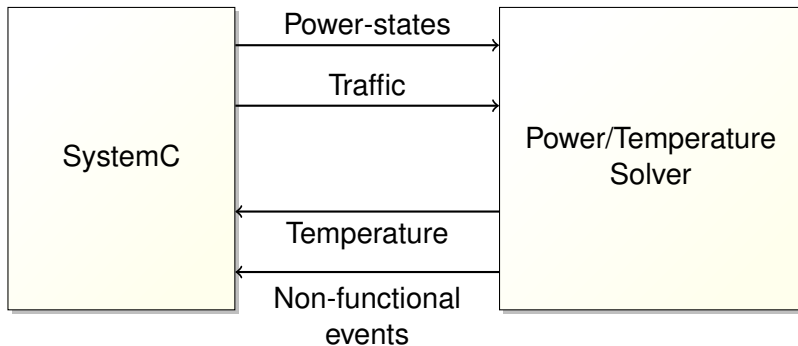 Power-states
Traffic
SystemC
Power/Temperature
Solver
Temperature
Non-functional
events